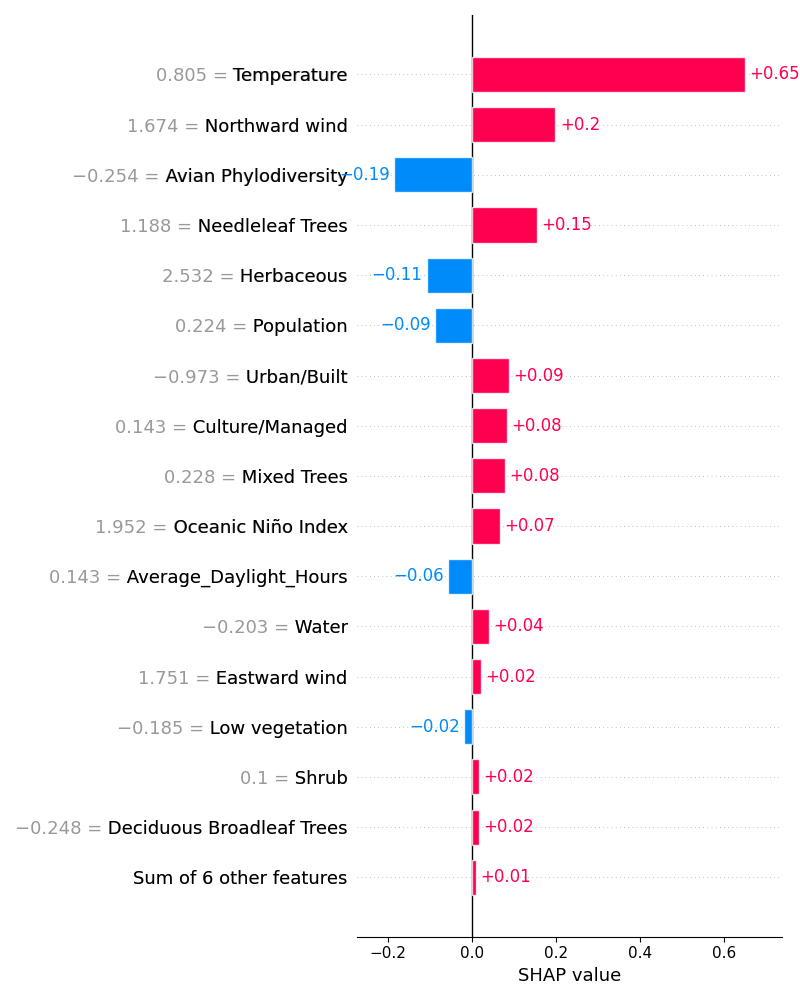 0.805 = Temperature +0.65
1.674 = Northward wind +0.2
−0.254 = Avian Phylodiversity −0.19
1.188 = Needleleaf Trees +0.15
2.532 = Herbaceous −0.11
0.224 = Population −0.09
−0.973 = Urban/Built +0.09
0.143 = Culture/Managed +0.08
0.228 = Mixed Trees +0.08
1.952 = Oceanic Niño Index +0.07
0.143 = Average_Daylight_Hours −0.06
−0.203 = Water +0.04
1.751 = Eastward wind +0.02
−0.185 = Low vegetation −0.02
0.1 = Shrub +0.02
−0.248 = Deciduous Broadleaf Trees +0.02
Sum of 6 other features +0.01
−0.2 0.0 0.2 0.4 0.6
SHAP value